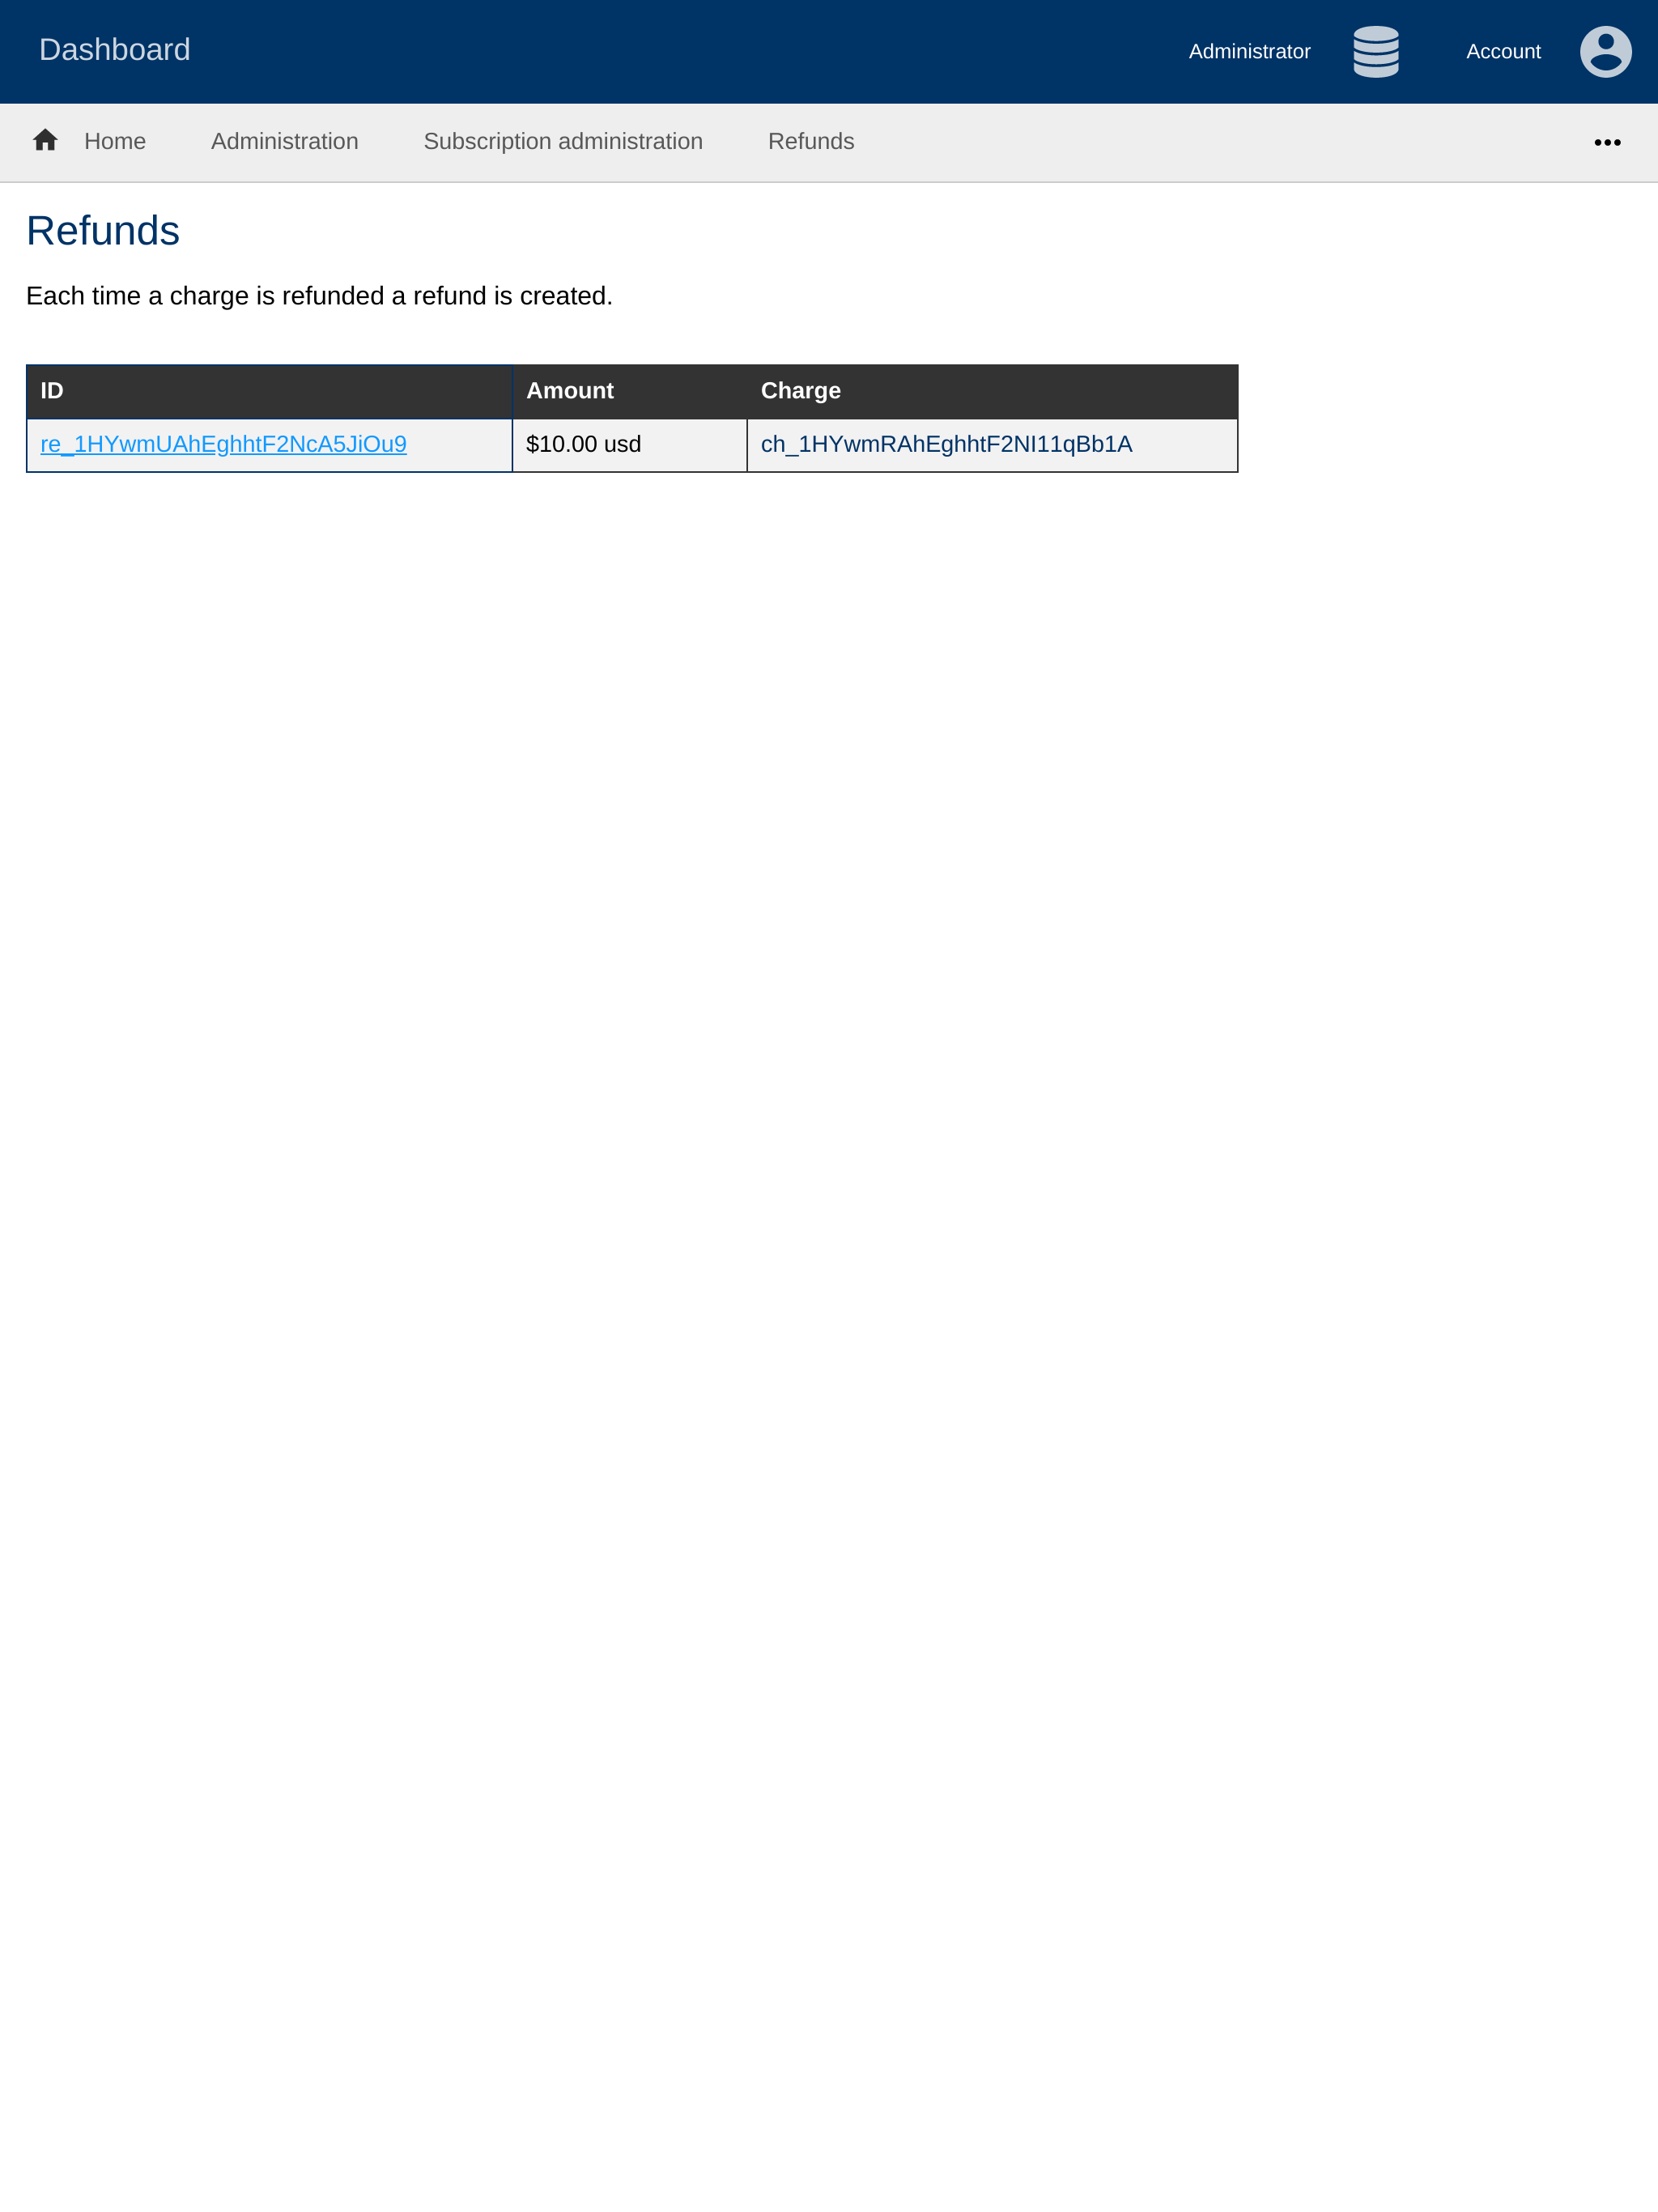 Dashboard
Administrator
Account
Home
Administration
Subscription administration
Refunds
Refunds
Each time a charge is refunded a refund is created.
ID Amount Charge
re_1HYwmUAhEghhtF2NcA5JiOu9 $10.00 usd ch_1HYwmRAhEghhtF2NI11qBb1A